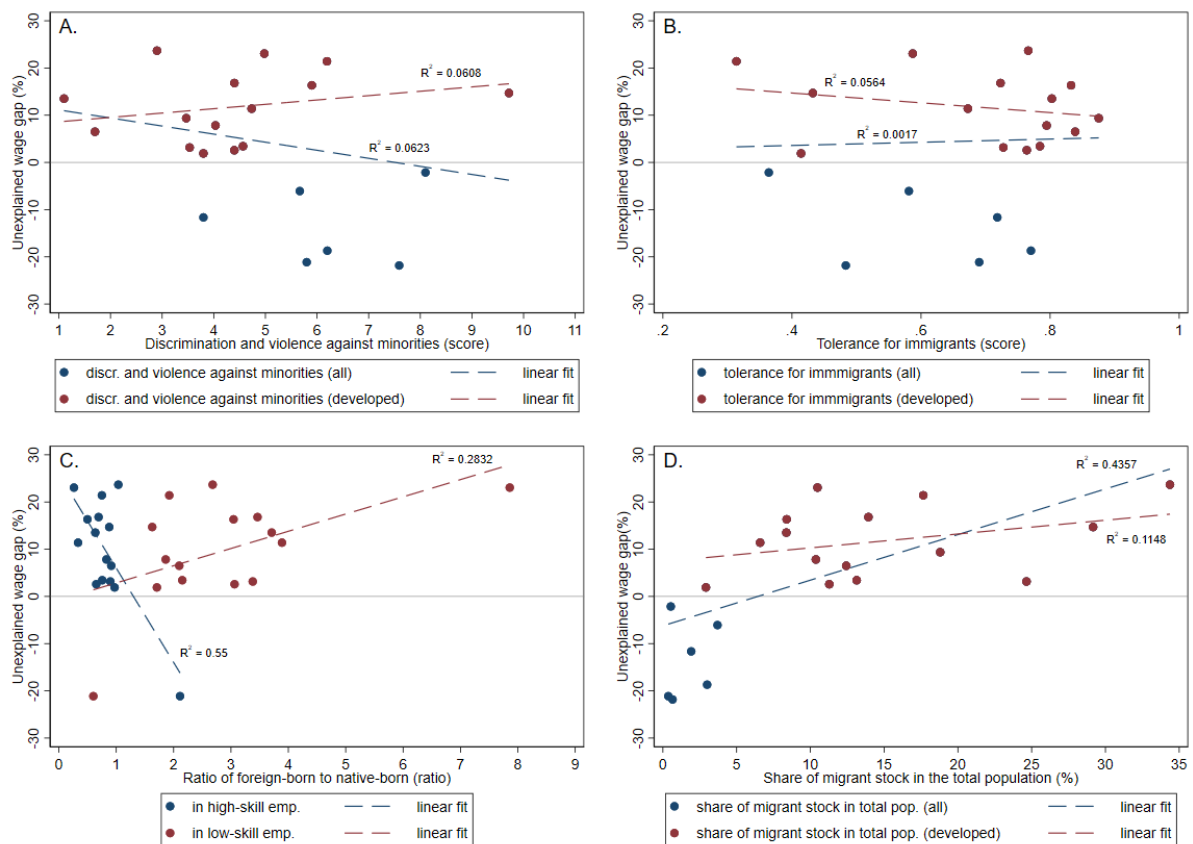 A.
Unexplained wage gap (%)
30
20
10
0
-10
-20
-30
R² = 0.0608
R² = 0.0623
1 2 3 4 5 6 7 8 9 10 11
Discrimination and violence against minorities (score)
discr. and violence against minorities (all) linear fit
discr. and violence against minorities (developed) linear fit
B.
Unexplained wage gap (%)
30
20
10
0
-10
-20
-30
R² = 0.0564
R² = 0.0017
.2 .4 .6 .8 1
Tolerance for immigrants (score)
tolerance for immmigrants (all) linear fit
tolerance for immmigrants (developed) linear fit
C.
Unexplained wage gap (%)
30
20
10
0
-10
-20
-30
R² = 0.2832
R² = 0.55
0 1 2 3 4 5 6 7 8 9
Ratio of foreign-born to native-born (ratio)
in high-skill emp. linear fit
in low-skill emp. linear fit
D.
Unexplained wage gap(%)
30
20
10
0
-10
-20
-30
R² = 0.4357
R² = 0.1148
0 5 10 15 20 25 30 35
Share of migrant stock in the total population (%)
share of migrant stock in total pop. (all) linear fit
share of migrant stock in total pop. (developed) linear fit